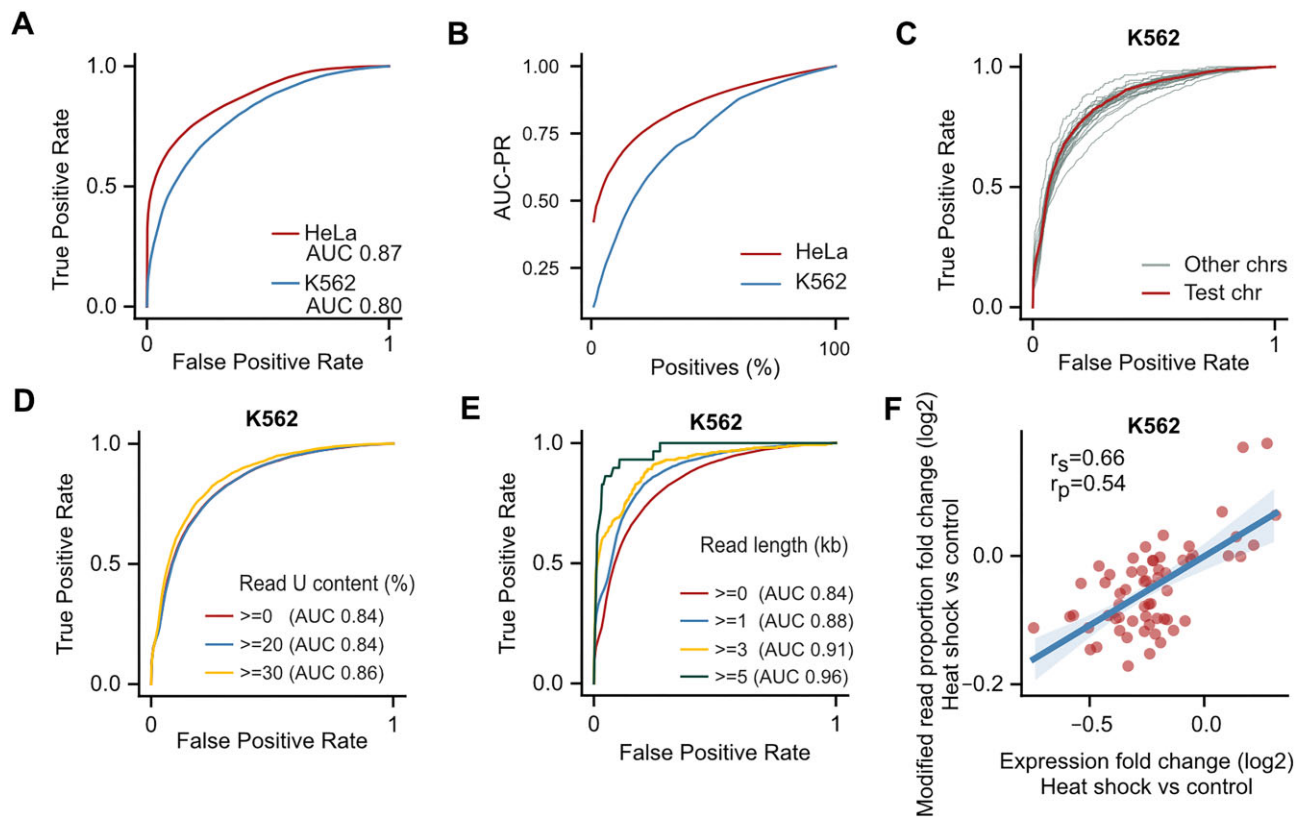 A
True Positive Rate
1.0
0.5
0.0
HeLa
AUC 0.87
K562
AUC 0.80
0
1
False Positive Rate
B
AUC-PR
1.00
0.75
0.50
0.25
HeLa
K562
0
100
Positives (%)
C
K562
True Positive Rate
1.0
0.5
0.0
Other chrs
Test chr
0
1
False Positive Rate
D
K562
True Positive Rate
1.0
0.5
0.0
Read U content (%)
>=0 (AUC 0.84)
>=20 (AUC 0.84)
>=30 (AUC 0.86)
0
1
False Positive Rate
E
K562
True Positive Rate
1.0
0.5
0.0
Read length (kb)
>=0 (AUC 0.84)
>=1 (AUC 0.88)
>=3 (AUC 0.91)
>=5 (AUC 0.96)
0
1
False Positive Rate
F
K562
Modified read proportion fold change (log2)
Heat shock vs control
rs=0.66
rp=0.54
0.0
−0.2
−0.5
0.0
Expression fold change (log2)
Heat shock vs control